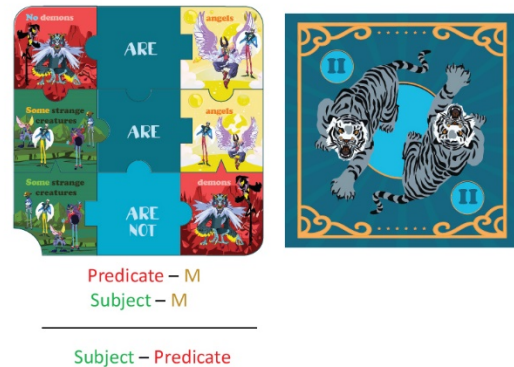 No demons
ARE
angels
Some strange
creatures
ARE
angels
Some strange
creatures
ARE
NOT
demons
II
II
Predicate – M
Subject – M
Subject – Predicate